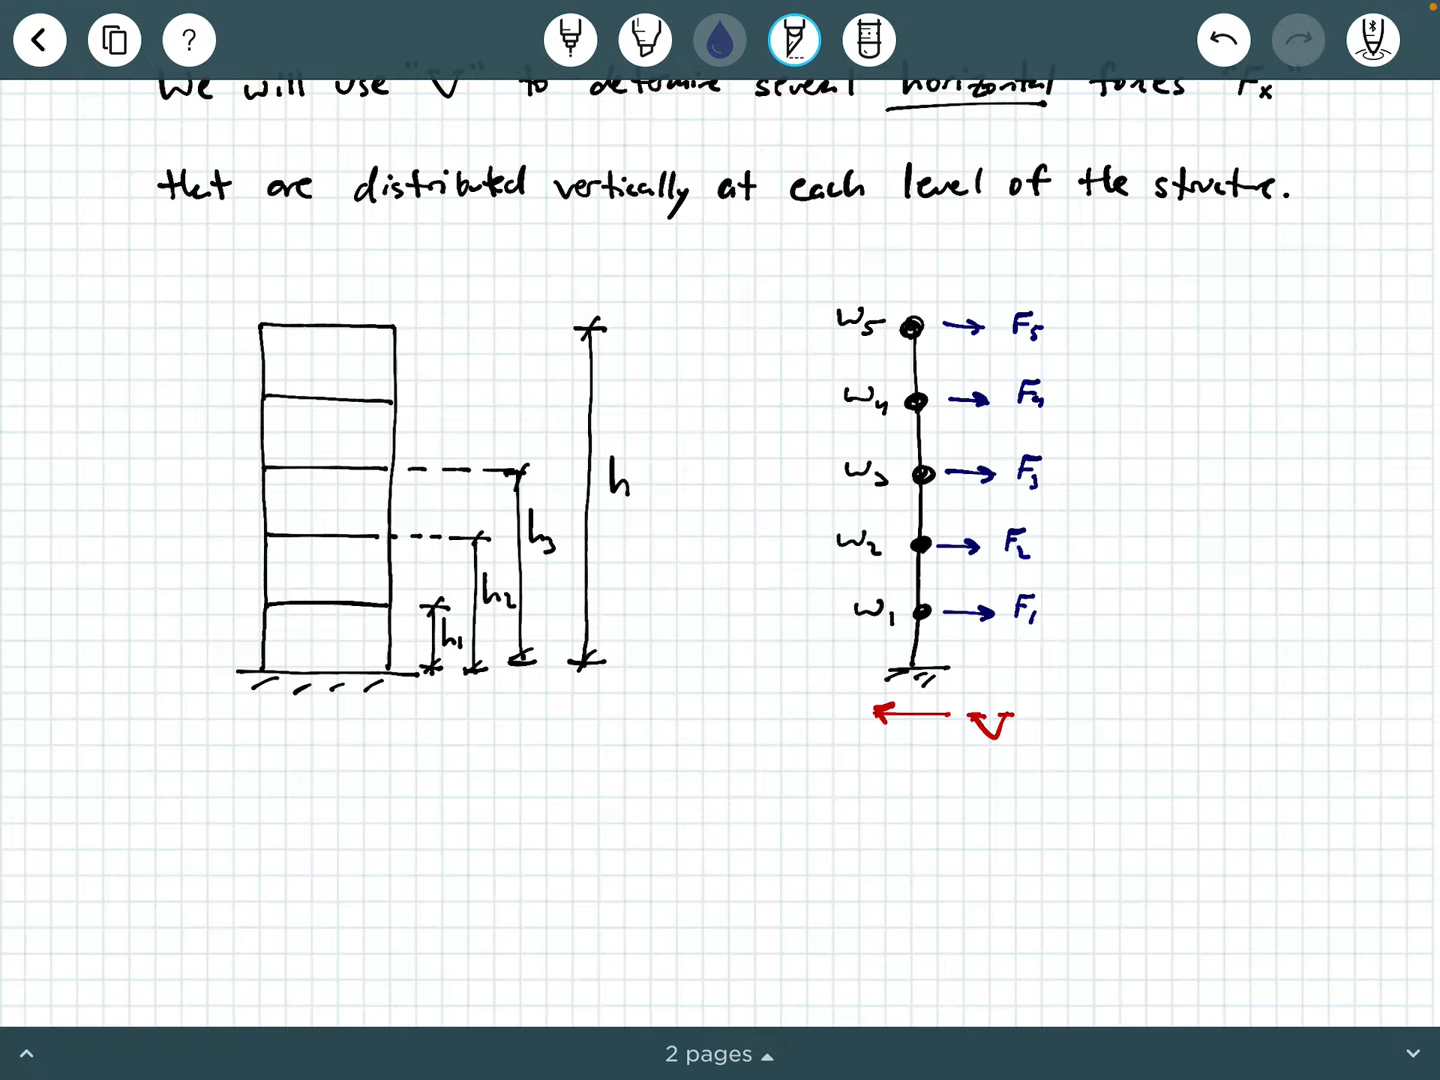 We will use "V" to determine several horizontal forces "Fx"
that are distributed vertically at each level of the structure.
W5 F5
W4 F4
h W3 F3
h3
W2 F2
h2
W1 F1
h1
V
2 pages